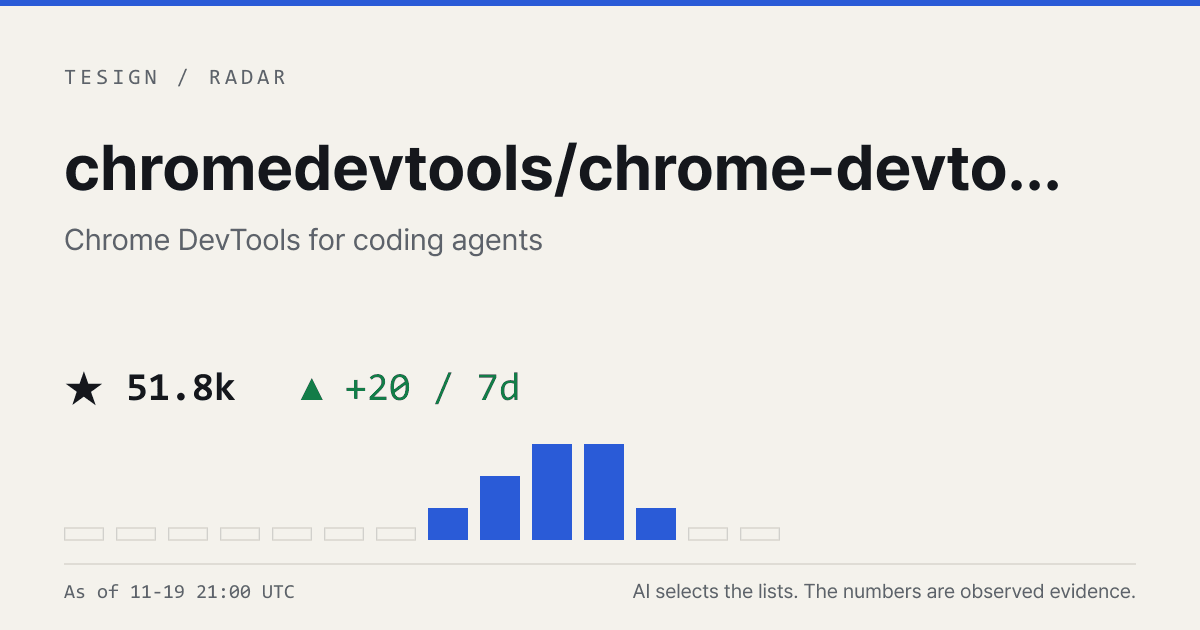 TESIGN / RADAR
chromedevtools/chrome-devto...
Chrome DevTools for coding agents
★ 51.8k ▲ +20 / 7d
As of 11-19 21:00 UTC
AI selects the lists. The numbers are observed evidence.